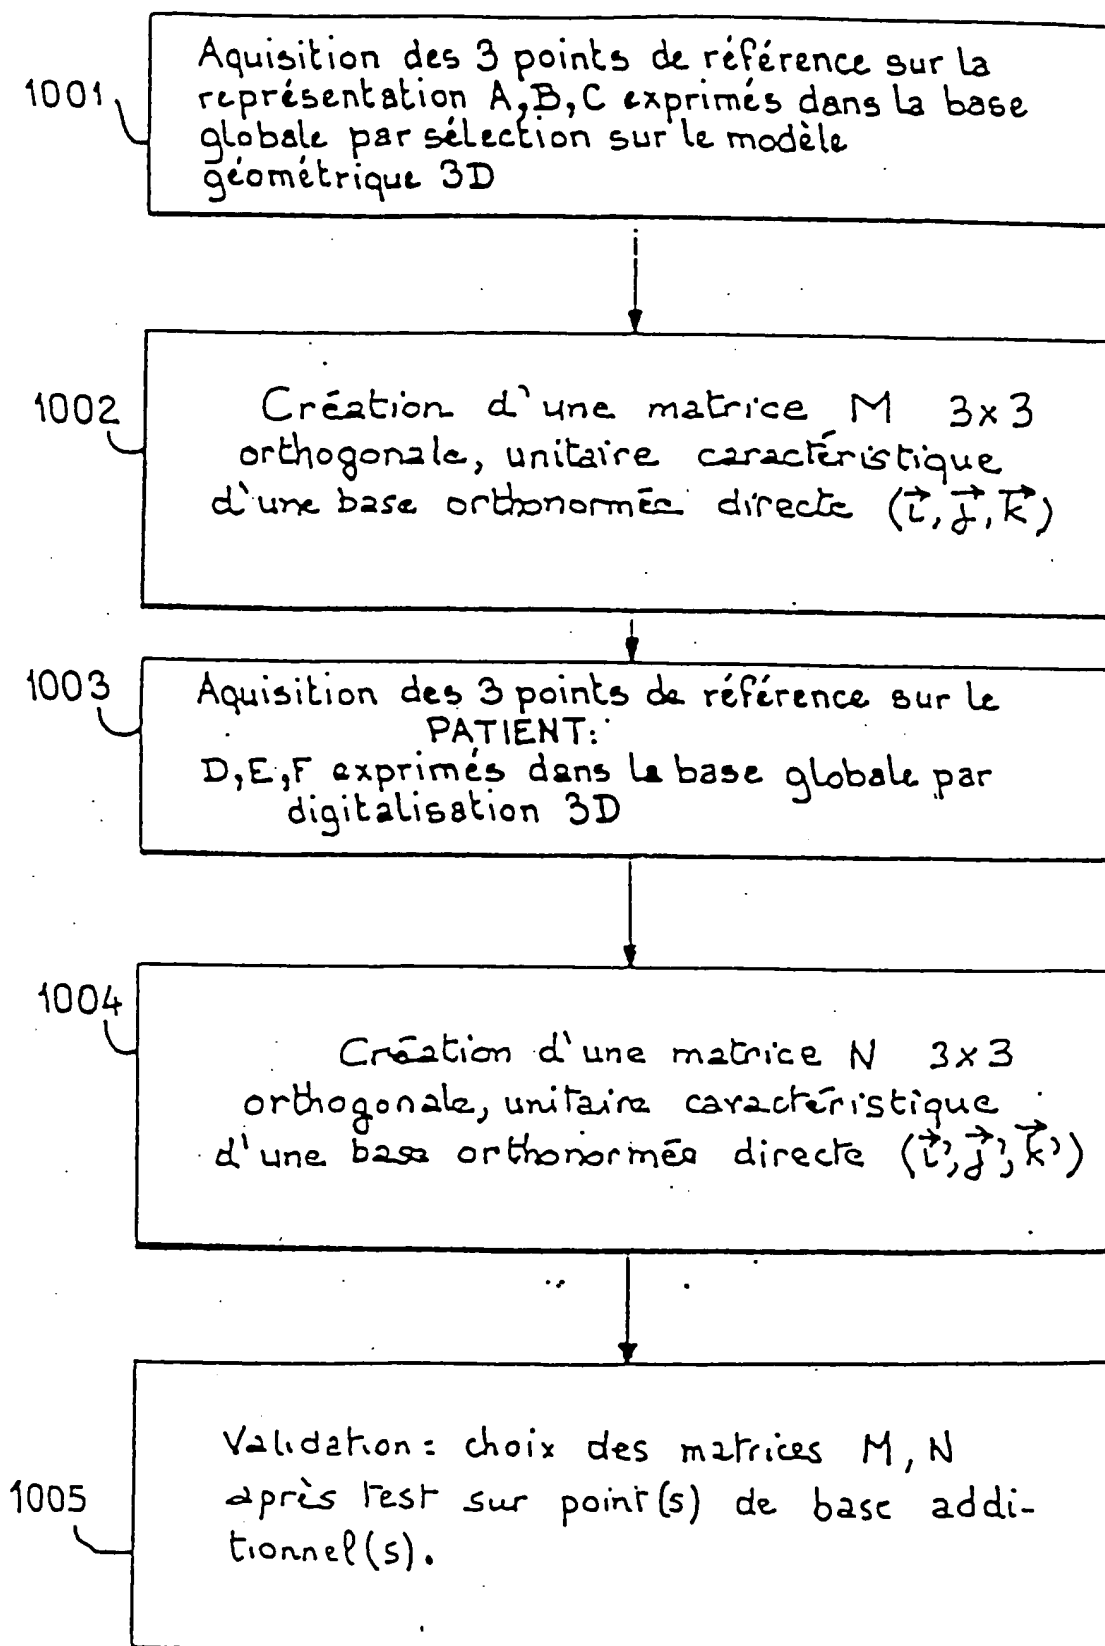 1001
Aquisition des 3 points de référence sur la
représentation A,B,C exprimés dans la base
globale par sélection sur le modèle
géométrique 3D
1002
Création d'une matrice M 3x3
orthogonale, unitaire caractéristique
d'une base orthonormée directe (i⃗, j⃗, k⃗)
1003
Aquisition des 3 points de référence sur le
PATIENT:
D,E,F exprimés dans la base globale par
digitalisation 3D
1004
Création d'une matrice N 3x3
orthogonale, unitaire caractéristique
d'une base orthonormée directe (i⃗', j⃗', k⃗')
1005
Validation : choix des matrices M, N
après test sur point(s) de base addi-
tionnel(s).